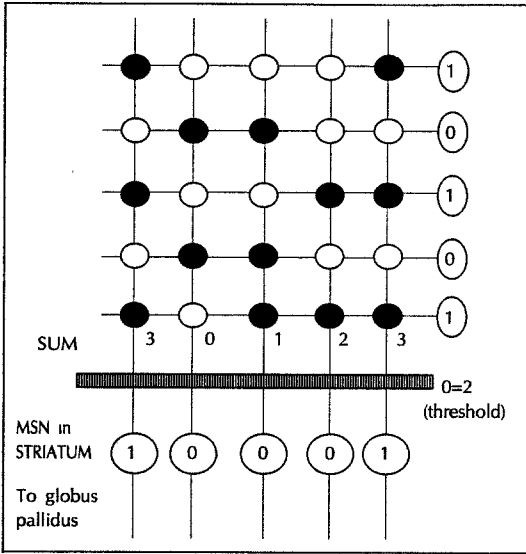 1
0
1
0
1
SUM 3 0 1 2 3
0=2
(threshold)
MSN in
STRIATUM 1 0 0 0 1
To globus
pallidus